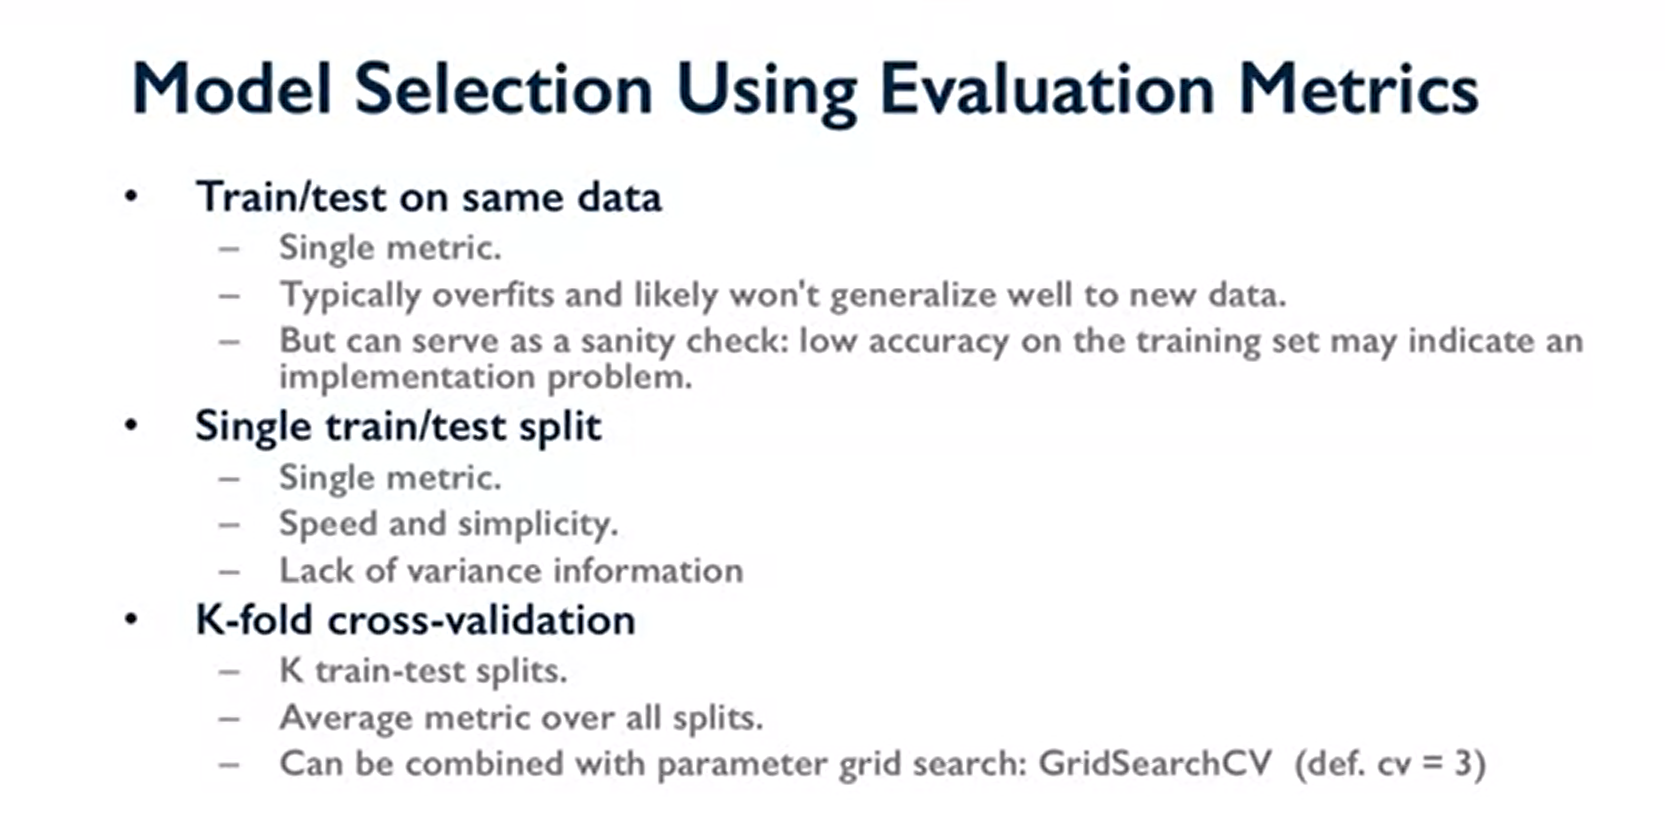 Model Selection Using Evaluation Metrics
• Train/test on same data
– Single metric.
– Typically overfits and likely won't generalize well to new data.
– But can serve as a sanity check: low accuracy on the training set may indicate an
implementation problem.
• Single train/test split
– Single metric.
– Speed and simplicity.
– Lack of variance information
• K-fold cross-validation
– K train-test splits.
– Average metric over all splits.
– Can be combined with parameter grid search: GridSearchCV (def. cv = 3)